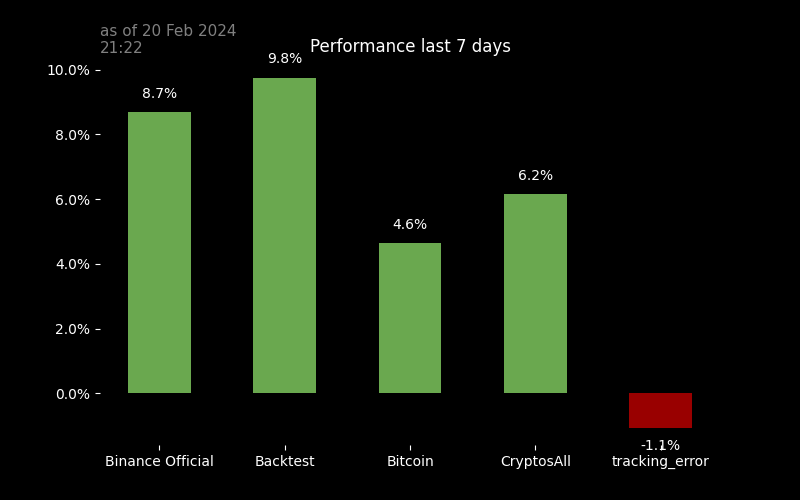 as of 20 Feb 2024
21:22
Performance last 7 days
10.0%
8.0%
6.0%
4.0%
2.0%
0.0%
8.7%
9.8%
4.6%
6.2%
-1.1%
Binance Official
Backtest
Bitcoin
CryptosAll
tracking_error